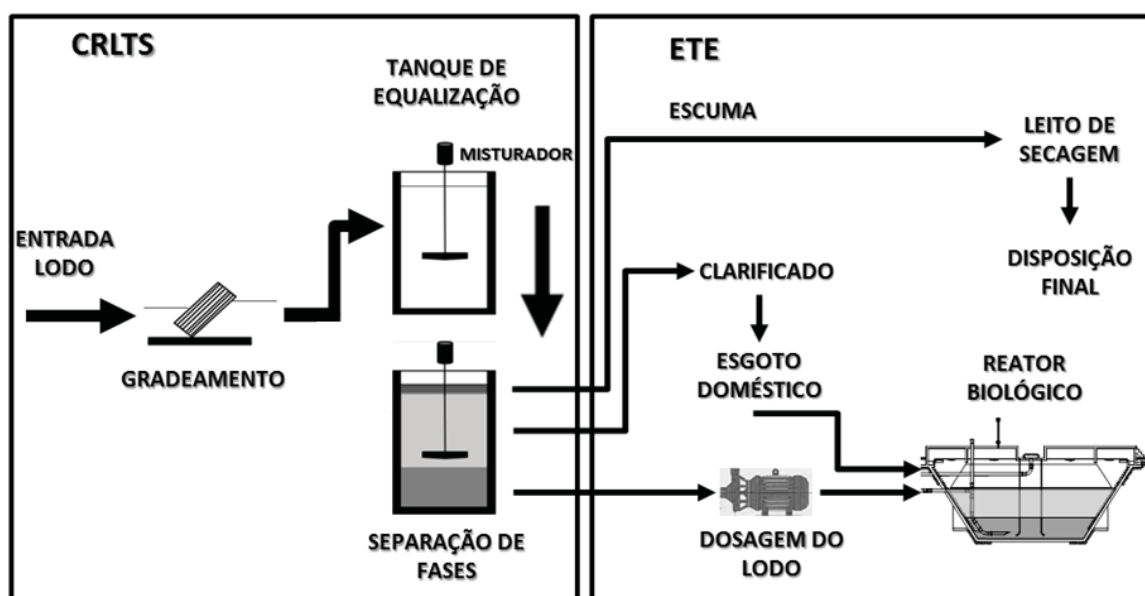 CRLTS
TANQUE DE
EQUALIZAÇÃO
MISTURADOR
ENTRADA
LODO
GRADEAMENTO
SEPARAÇÃO DE
FASES
ETE
ESCUMA
LEITO DE
SECAGEM
DISPOSIÇÃO
FINAL
CLARIFICADO
ESGOTO
DOMÉSTICO
REATOR
BIOLÓGICO
DOSAGEM DO
LODO